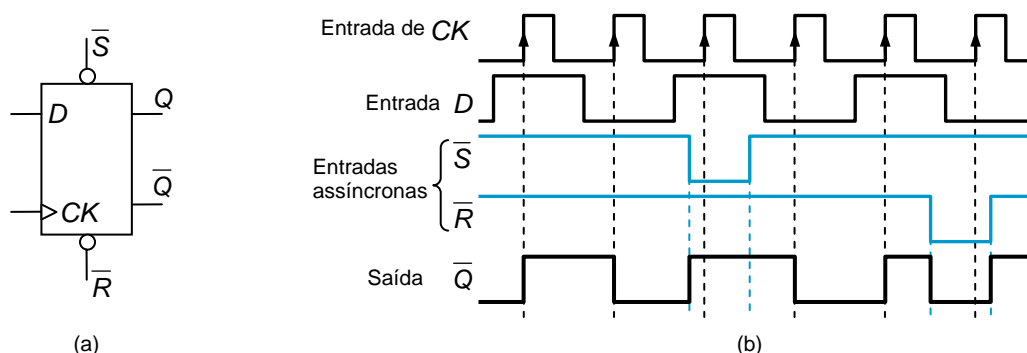 S̅
D
Q
Q̅
CK
R̅
(a)
Entrada de CK
Entrada D
Entradas
assíncronas
S̅
R̅
Saída Q̅
(b)